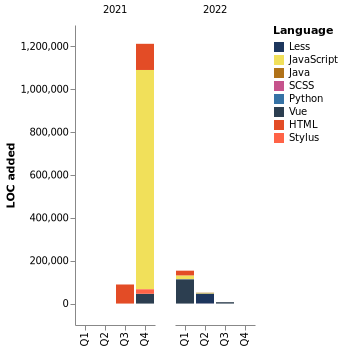 2021
2022
LOC added
1,200,000
1,000,000
800,000
600,000
400,000
200,000
0
Q1
Q2
Q3
Q4
Q1
Q2
Q3
Q4
Language
Less
JavaScript
Java
SCSS
Python
Vue
HTML
Stylus